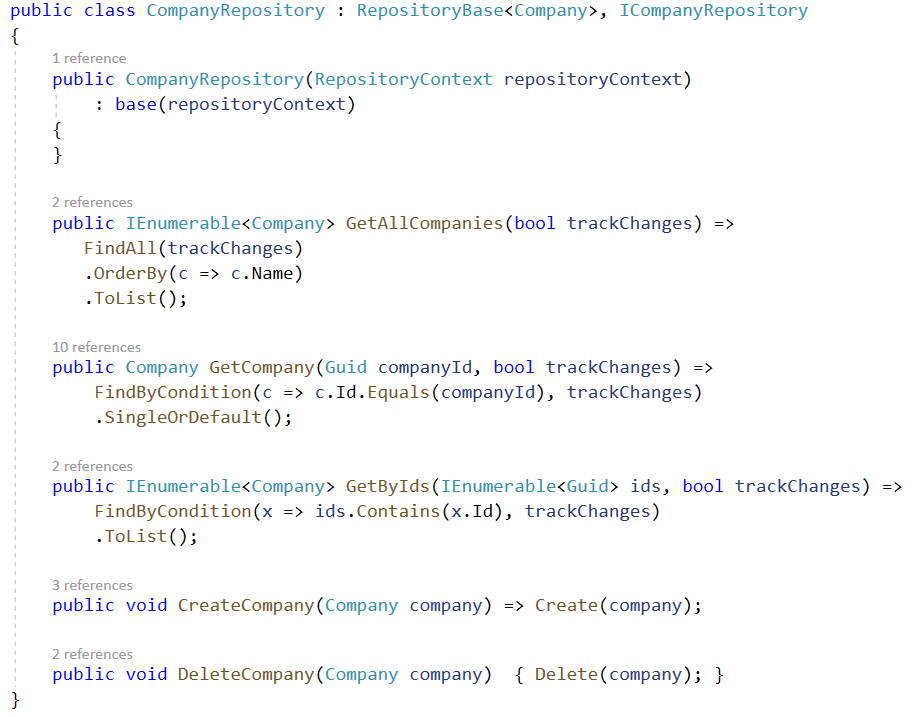 public class CompanyRepository : RepositoryBase<Company>, ICompanyRepository
{
1 reference
public CompanyRepository(RepositoryContext repositoryContext)
: base(repositoryContext)
{
}
2 references
public IEnumerable<Company> GetAllCompanies(bool trackChanges) =>
FindAll(trackChanges)
.OrderBy(c => c.Name)
.ToList();
10 references
public Company GetCompany(Guid companyId, bool trackChanges) =>
FindByCondition(c => c.Id.Equals(companyId), trackChanges)
.SingleOrDefault();
2 references
public IEnumerable<Company> GetByIds(IEnumerable<Guid> ids, bool trackChanges) =>
FindByCondition(x => ids.Contains(x.Id), trackChanges)
.ToList();
3 references
public void CreateCompany(Company company) => Create(company);
2 references
public void DeleteCompany(Company company)  { Delete(company); }
}